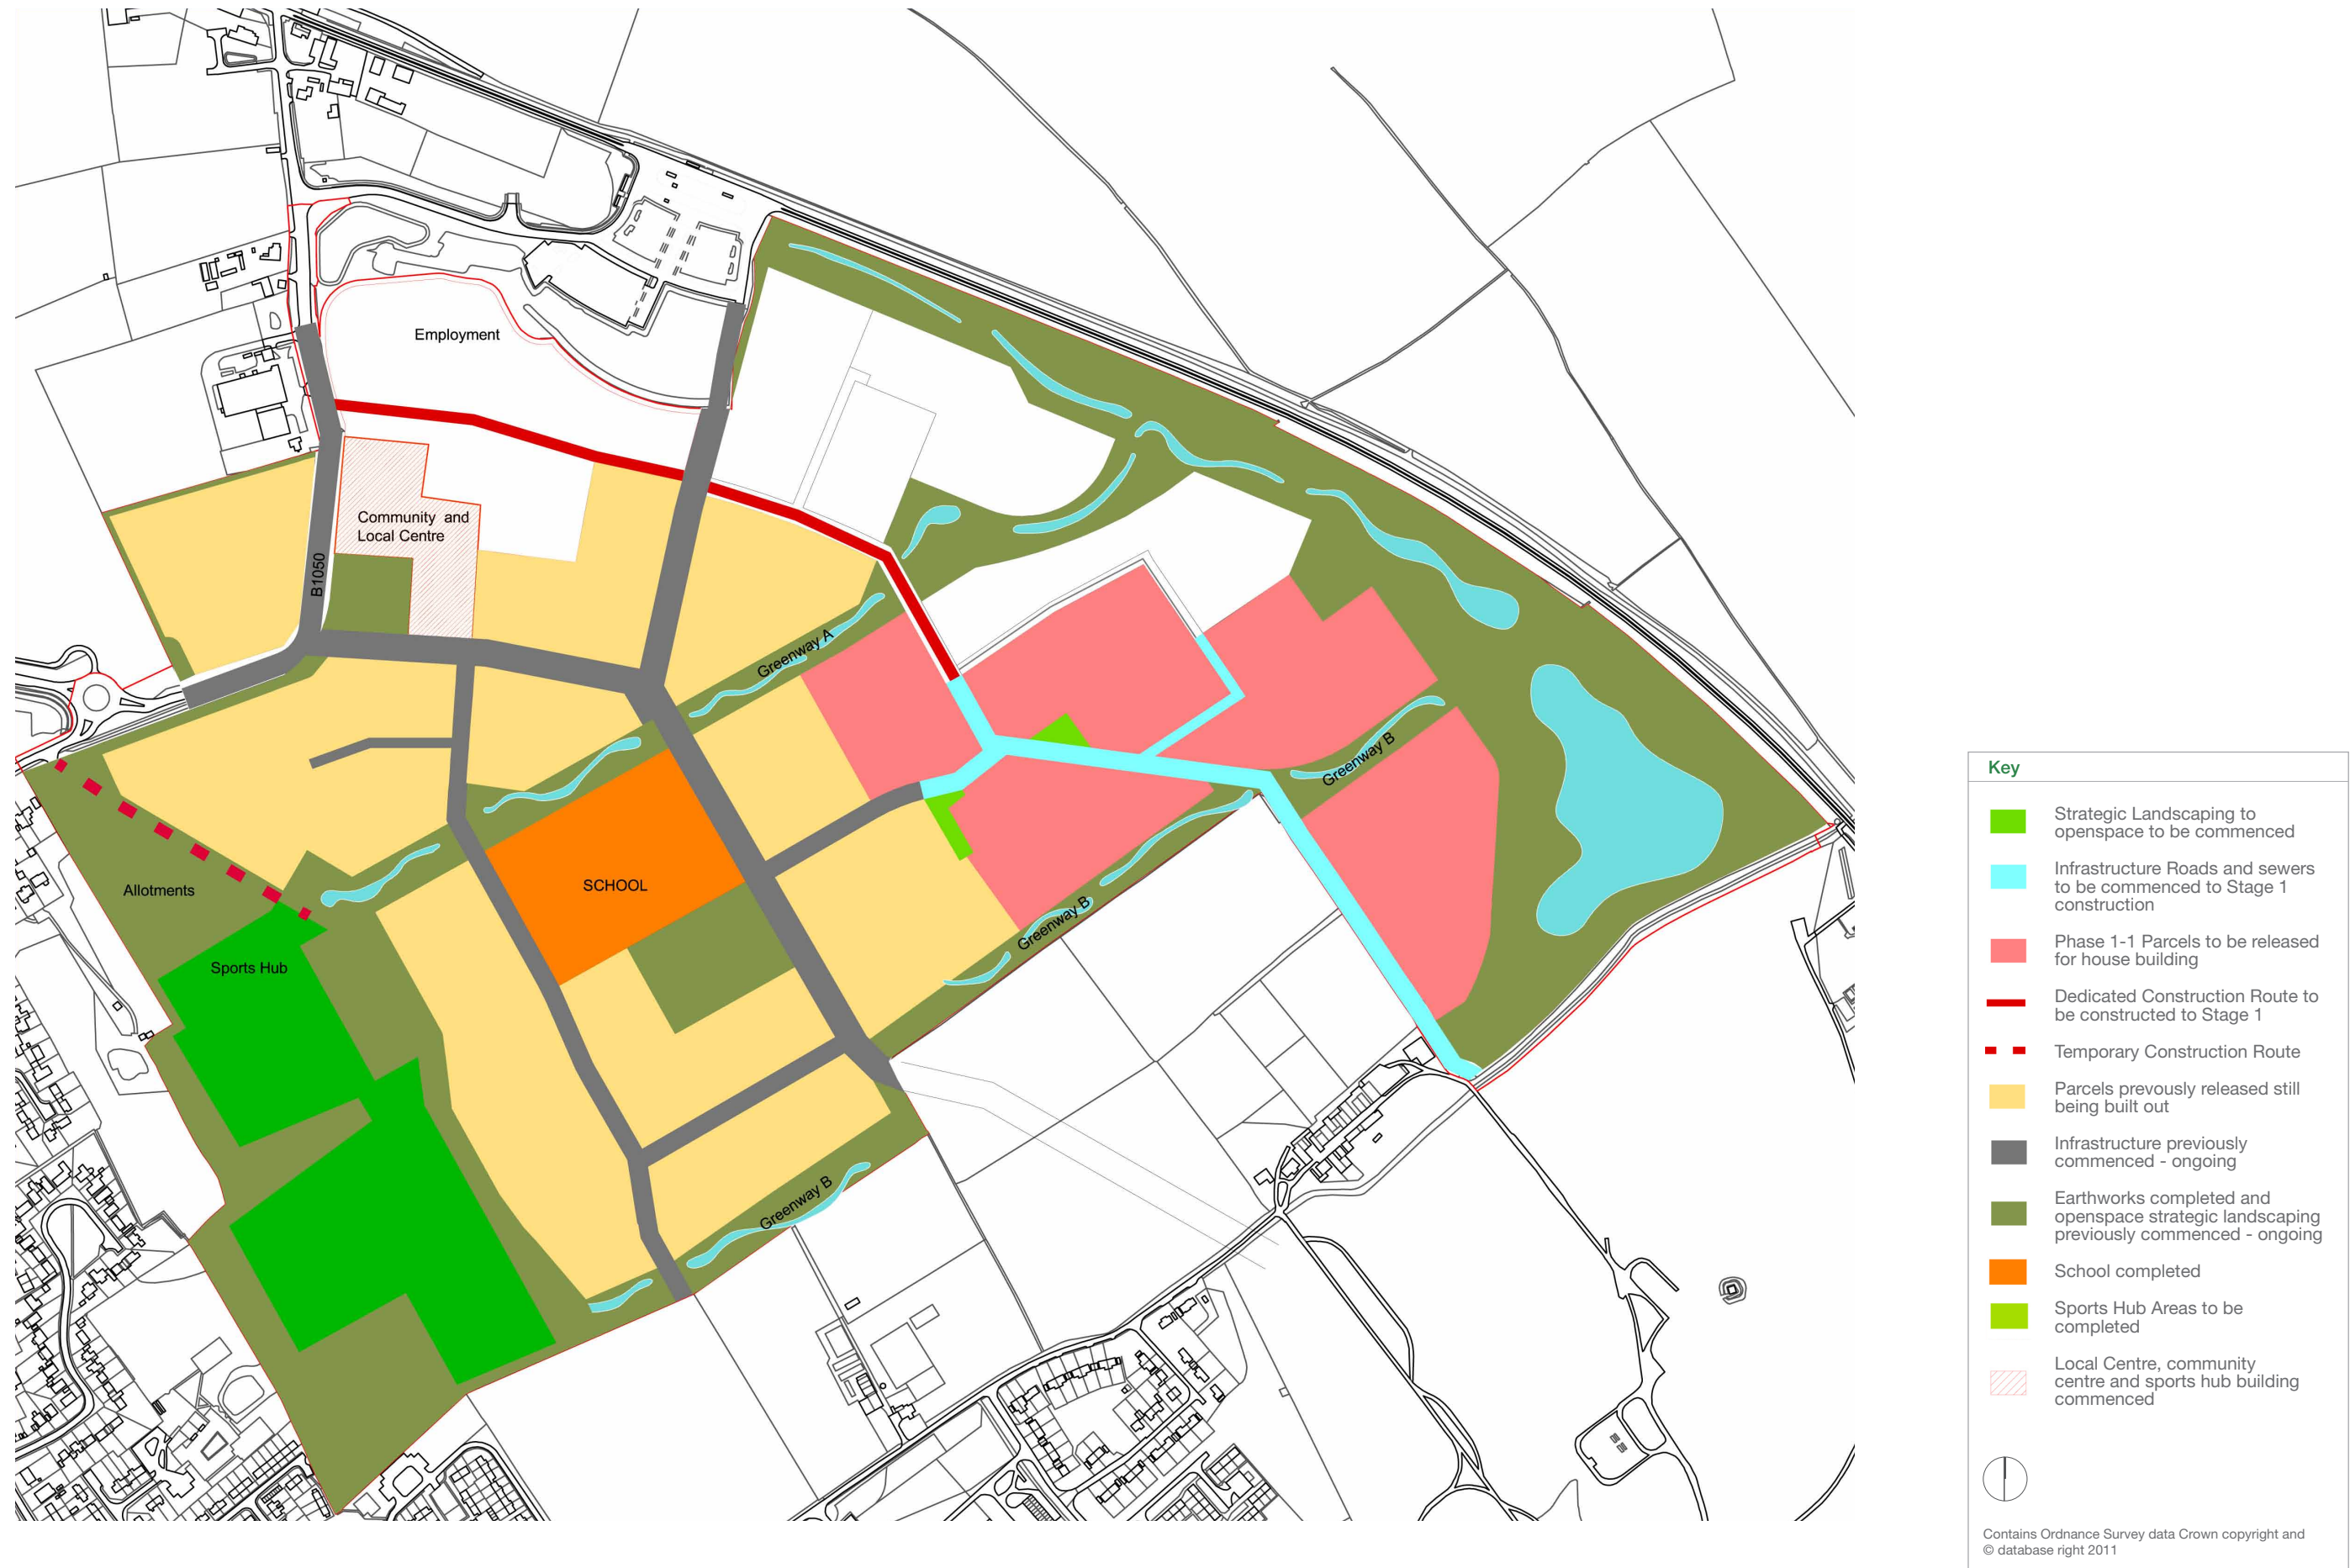 Employment
Community and
Local Centre
B1050
Greenway A
Greenway B
Allotments
SCHOOL
Greenway B
Sports Hub
Greenway B
Key
Strategic Landscaping to
openspace to be commenced
Infrastructure Roads and sewers
to be commenced to Stage 1
construction
Phase 1-1 Parcels to be released
for house building
Dedicated Construction Route to
be constructed to Stage 1
Temporary Construction Route
Parcels prevously released still
being built out
Infrastructure previously
commenced - ongoing
Earthworks completed and
openspace strategic landscaping
previously commenced - ongoing
School completed
Sports Hub Areas to be
completed
Local Centre, community
centre and sports hub building
commenced
Contains Ordnance Survey data Crown copyright and
© database right 2011